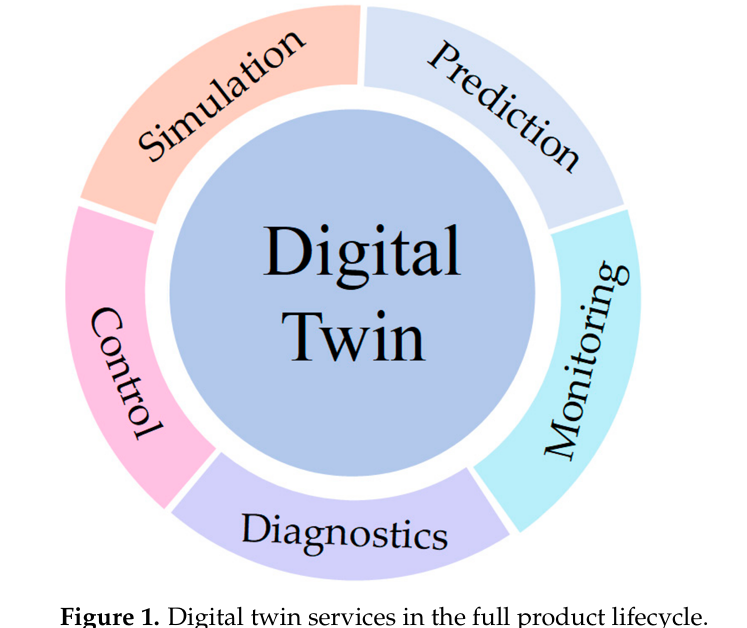 Simulation
Prediction
Digital
Twin
Monitoring
Control
Diagnostics
Figure 1. Digital twin services in the full product lifecycle.